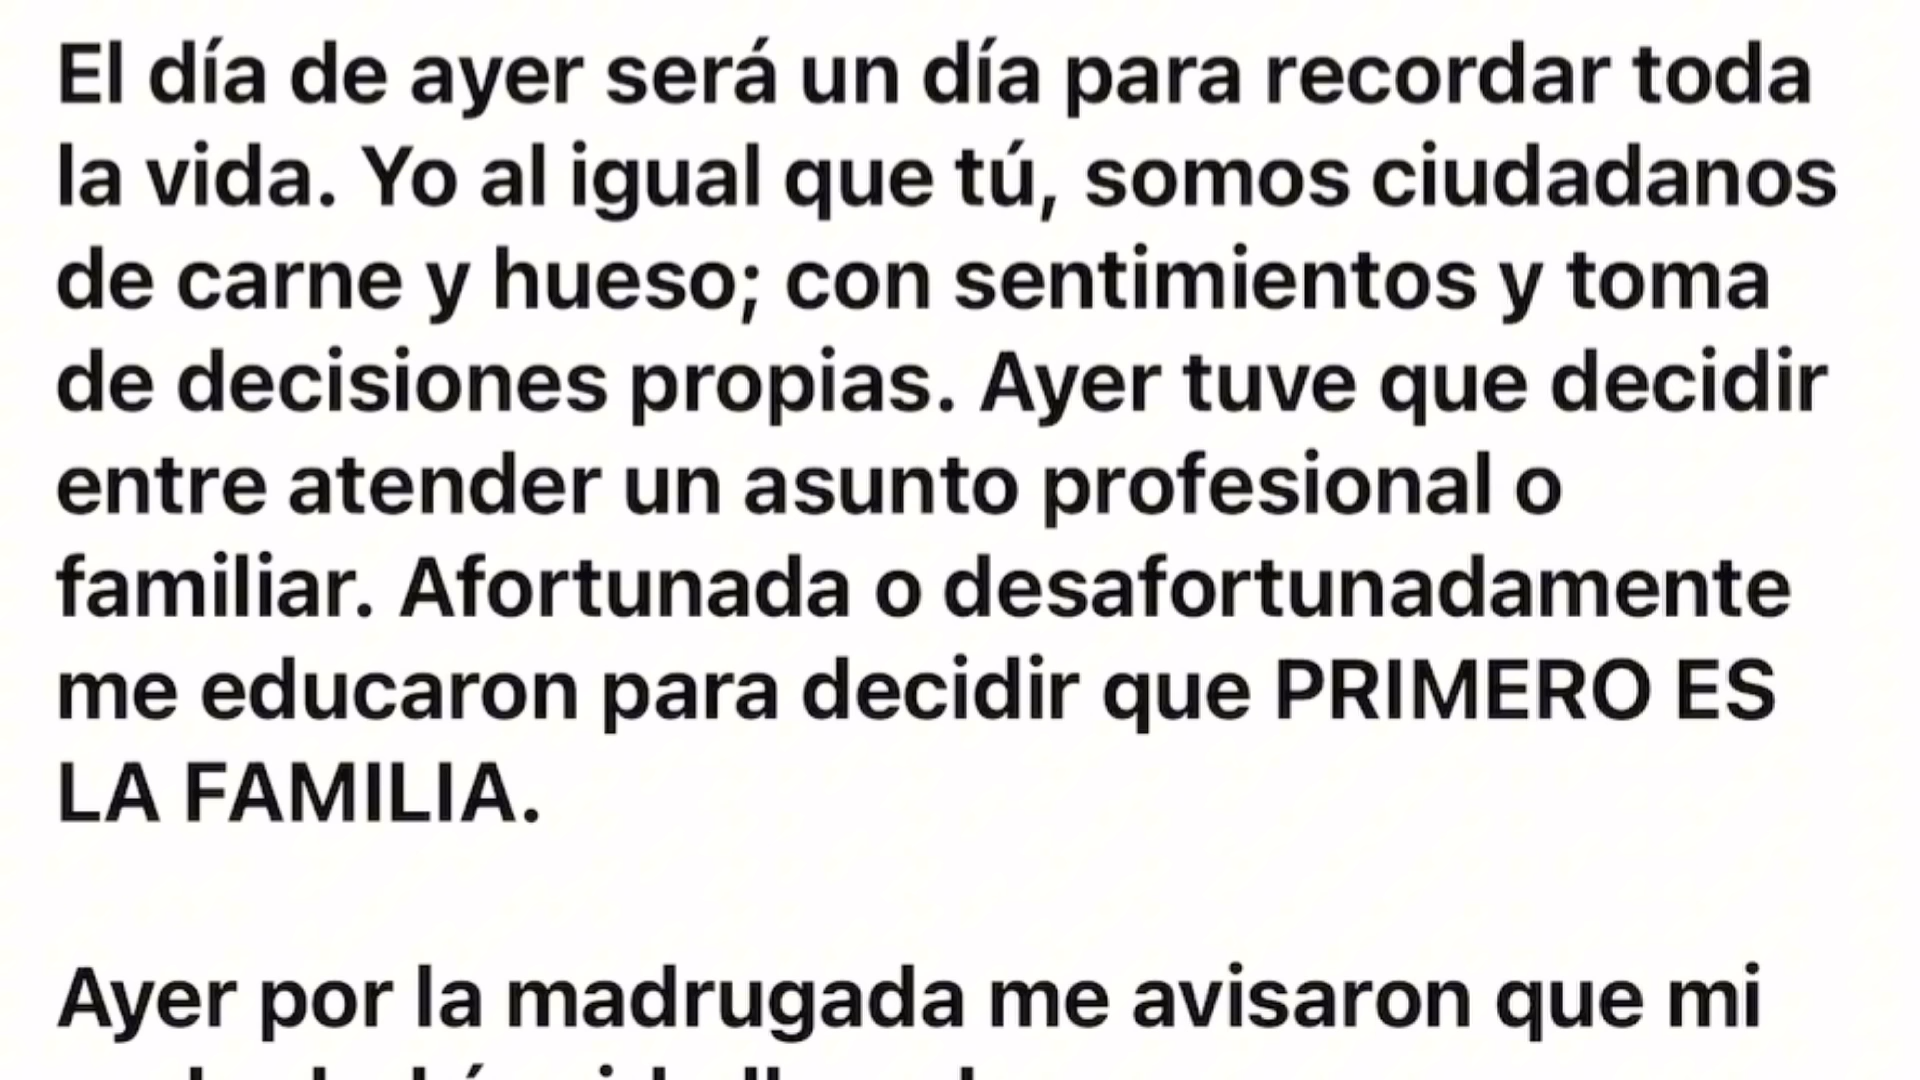 El día de ayer será un día para recordar toda
la vida. Yo al igual que tú, somos ciudadanos
de carne y hueso; con sentimientos y toma
de decisiones propias. Ayer tuve que decidir
entre atender un asunto profesional o
familiar. Afortunada o desafortunadamente
me educaron para decidir que PRIMERO ES
LA FAMILIA.
Ayer por la madrugada me avisaron que mi